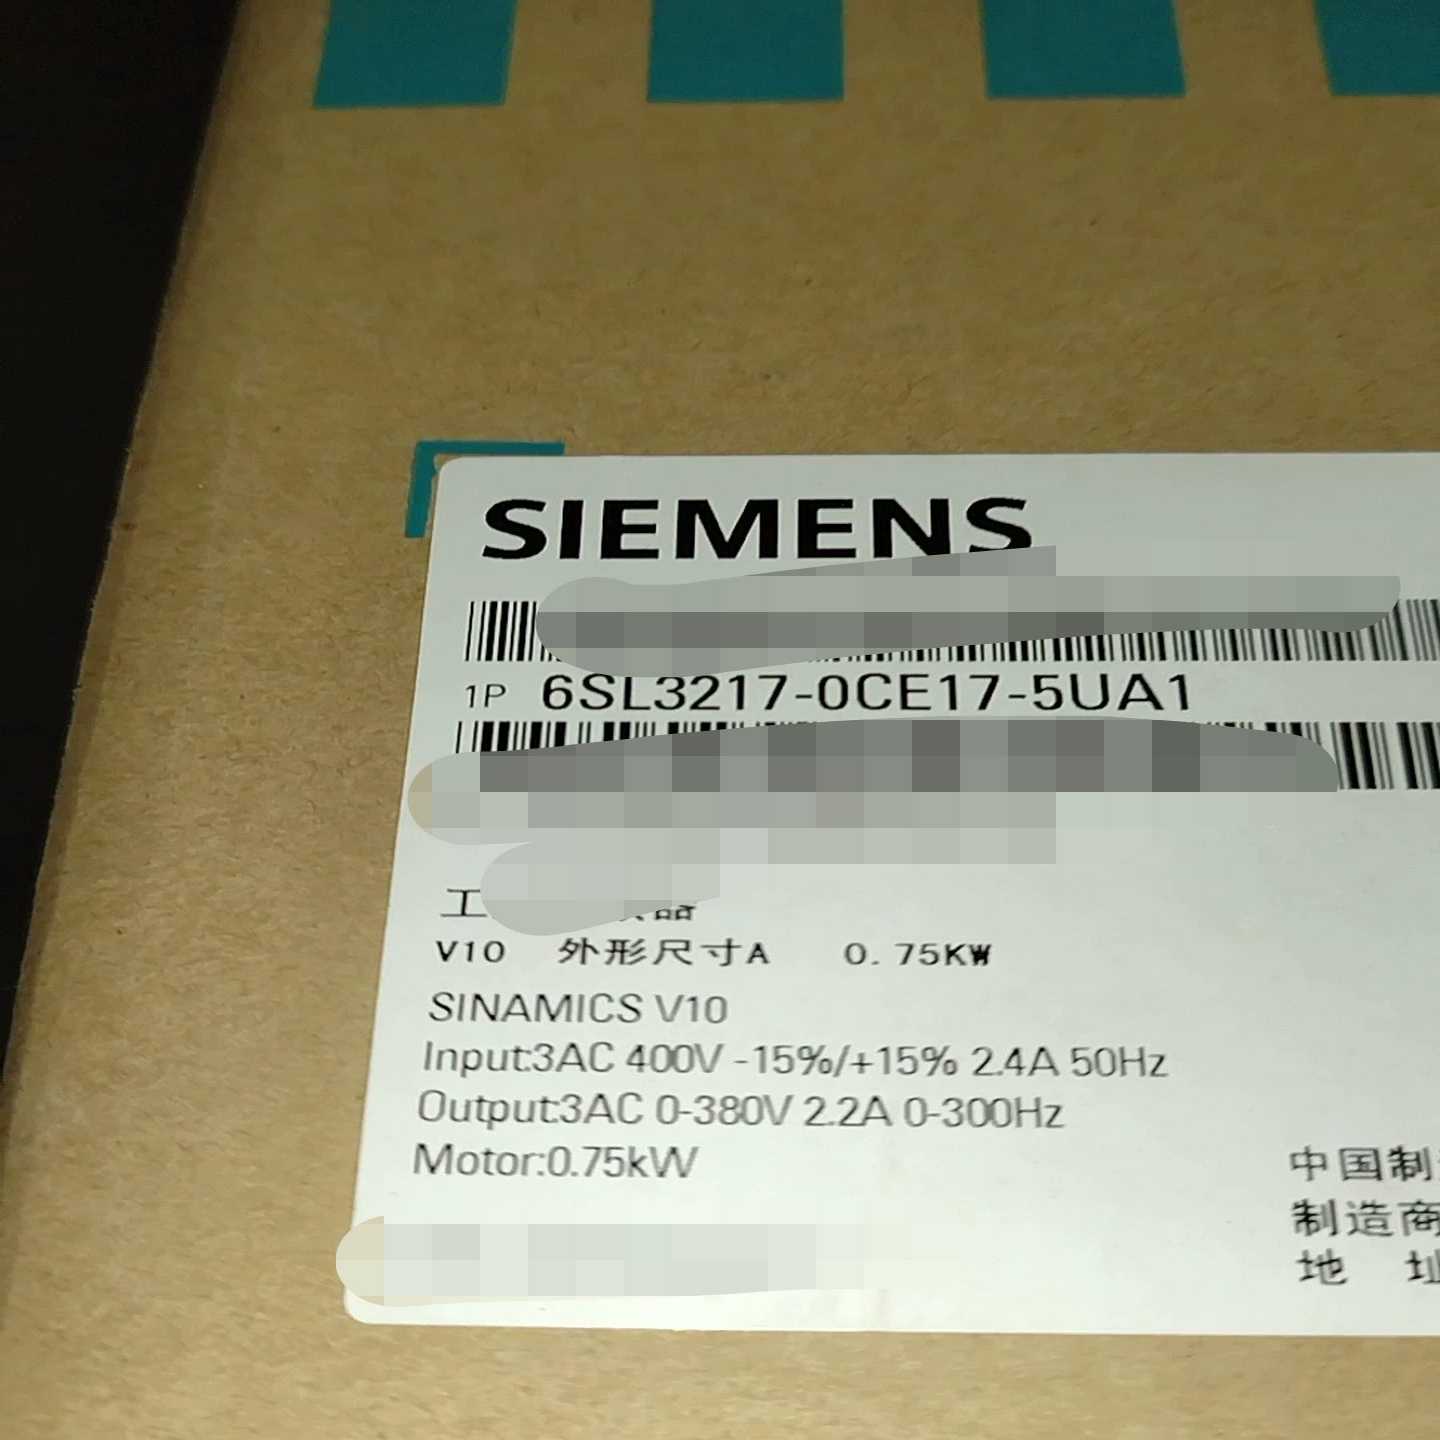 SIEMENS
1P 6SL3217-0CE17-5UA1
工
V10 外形尺寸A 0.75KW
SINAMICS V10
Input:3AC 400V -15%/+15% 2.4A 50Hz
Output:3AC 0-380V 2.2A 0-300Hz
Motor:0.75kW
中国制
制造商
地